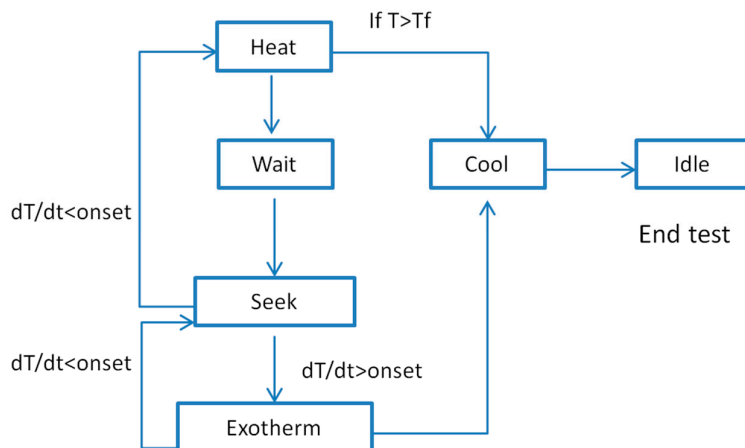 If T>Tf
Heat
Wait
Cool
Idle
dT/dt<onset
End test
Seek
dT/dt<onset
dT/dt>onset
Exotherm